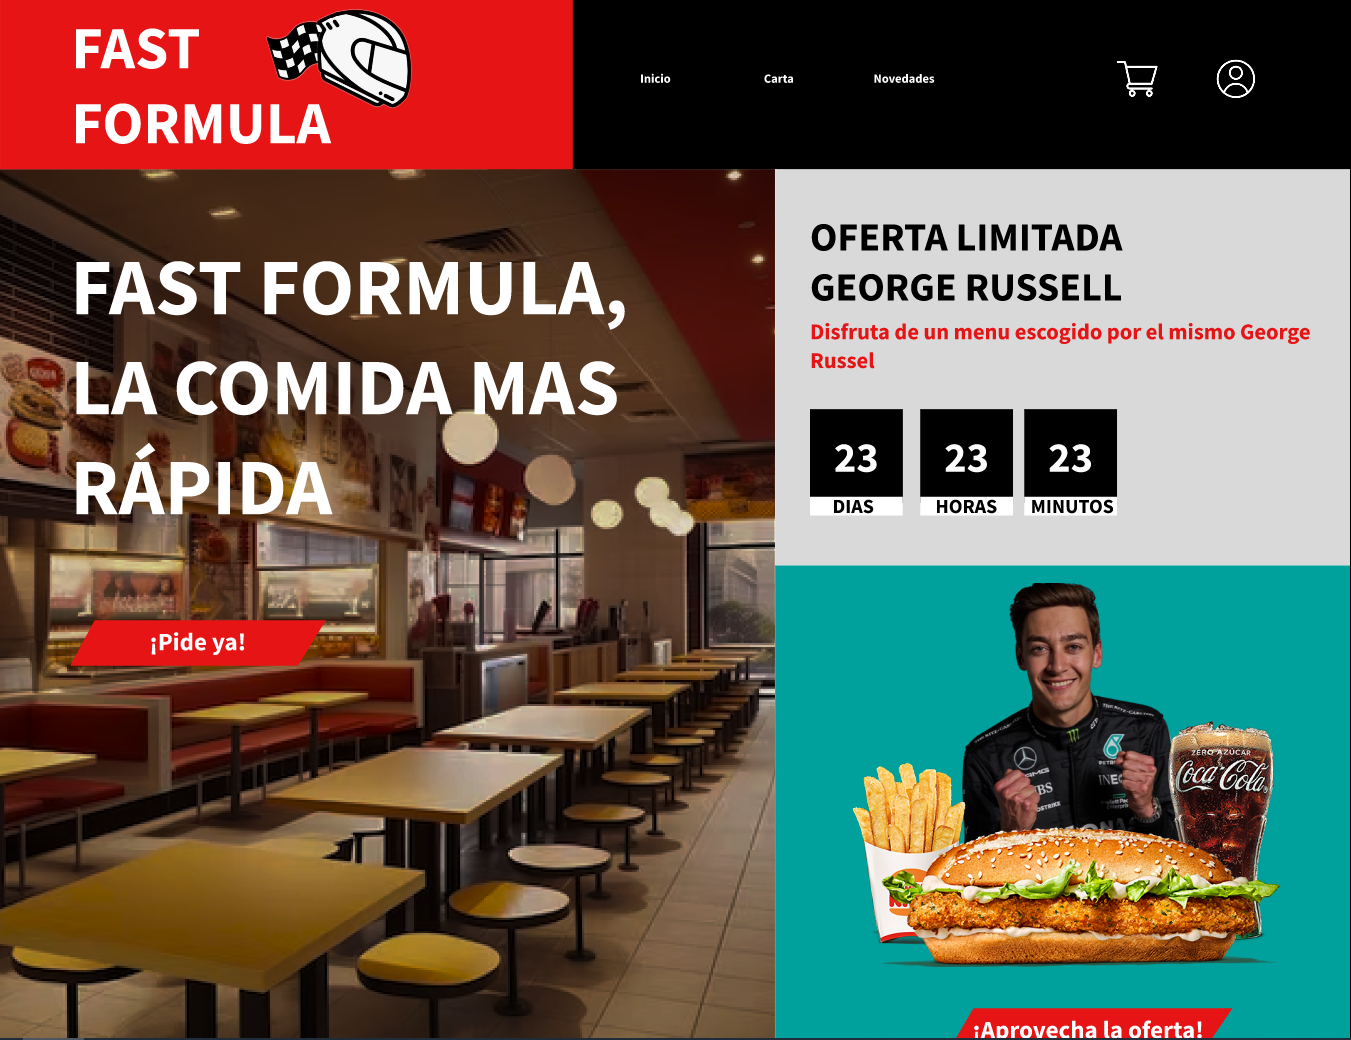 FAST
FORMULA
Inicio
Carta
Novedades
FAST FORMULA,
LA COMIDA MAS
RÁPIDA
¡Pide ya!
OFERTA LIMITADA
GEORGE RUSSELL
Disfruta de un menu escogido por el mismo George
Russel
23
23
23
DIAS
HORAS
MINUTOS
ZERO AZÚCAR
Coca-Cola
¡Aprovecha la oferta!